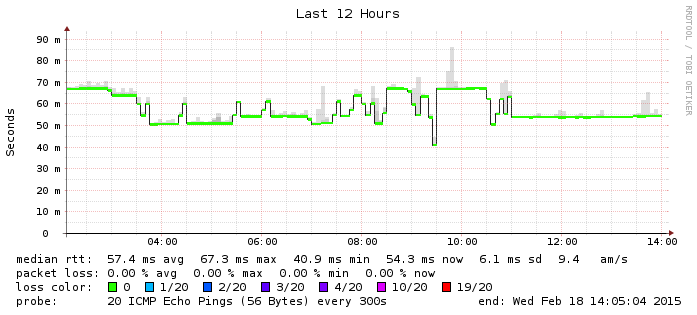 Last 12 Hours
RRDTOOL / TOBI OETIKER
Seconds
90 m
80 m
70 m
60 m
50 m
40 m
30 m
20 m
10 m
0
04:00 06:00 08:00 10:00 12:00 14:00
median rtt: 57.4 ms avg 67.3 ms max 40.9 ms min 54.3 ms now 6.1 ms sd 9.4 am/s
packet loss: 0.00 % avg 0.00 % max 0.00 % min 0.00 % now
loss color: 0 1/20 2/20 3/20 4/20 10/20 19/20
probe: 20 ICMP Echo Pings (56 Bytes) every 300s end: Wed Feb 18 14:05:04 2015